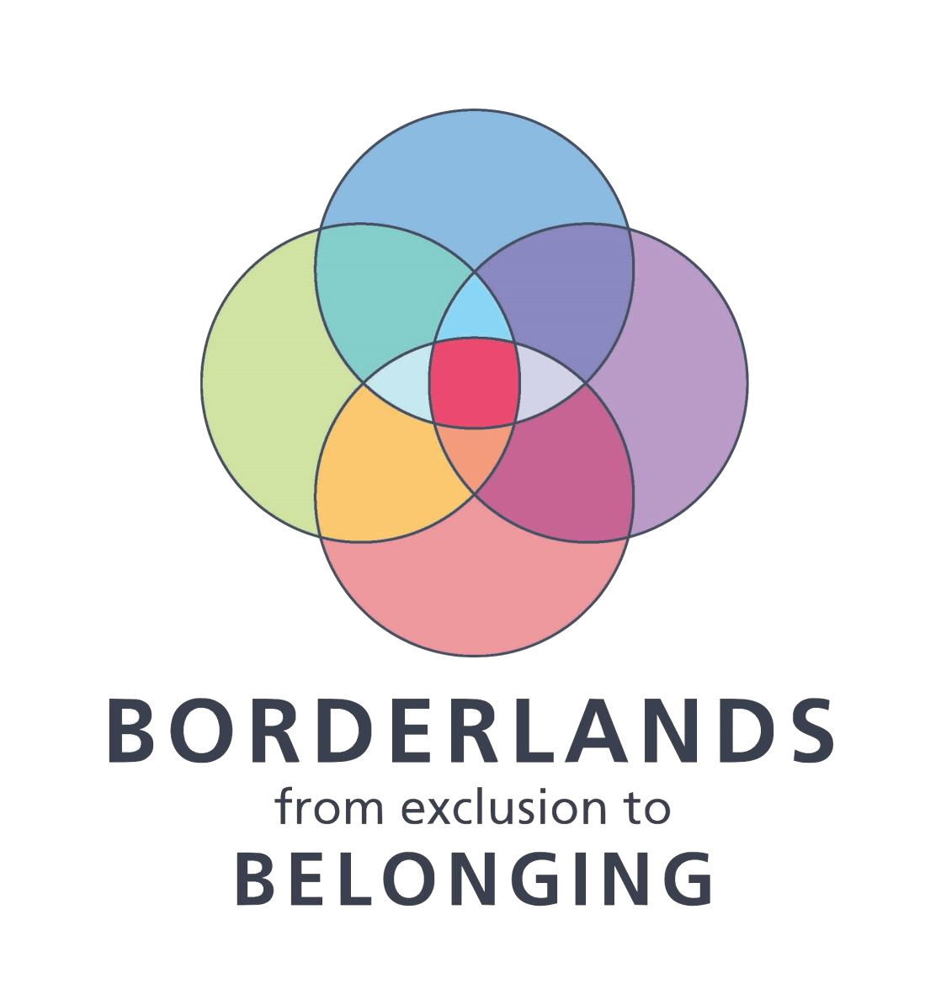 BORDERLANDS
from exclusion to
BELONGING